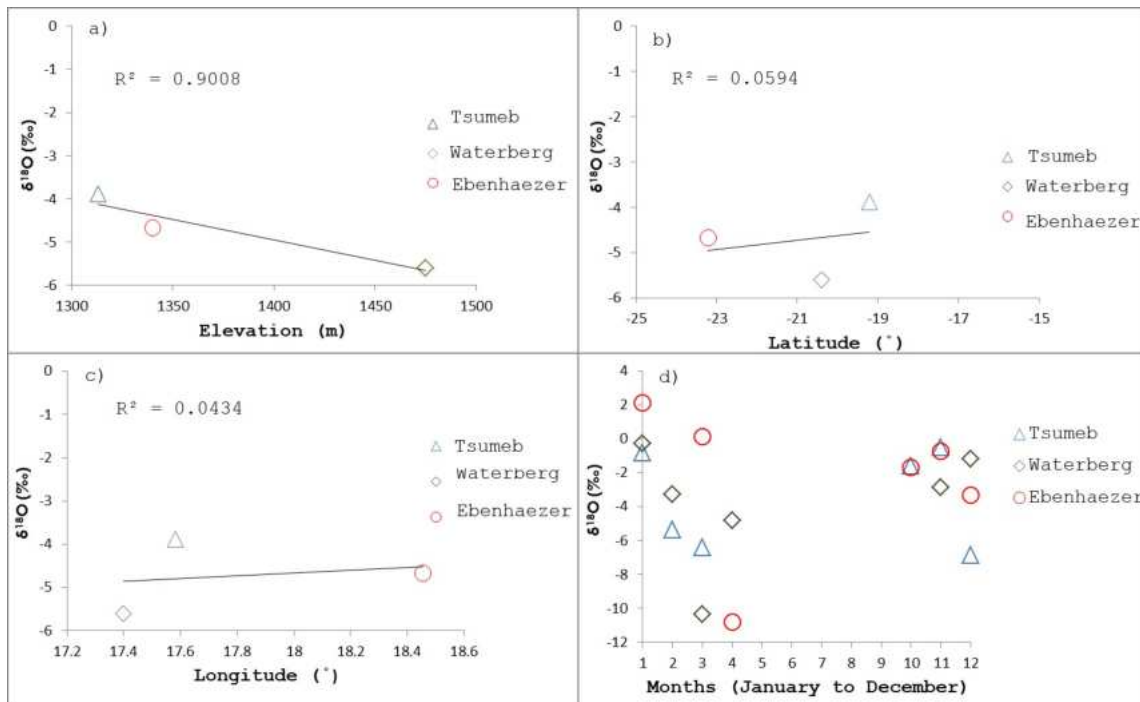 a)
R² = 0.9008
0
-1
-2
-3
-4
-5
-6
δ¹⁸O (‰)
1300
1350
1400
1450
1500
Elevation (m)
Tsumeb
Waterberg
Ebenhaezer
b)
R² = 0.0594
0
-1
-2
-3
-4
-5
-6
δ¹⁸O (‰)
-25
-23
-21
-19
-17
-15
Latitude (°)
Tsumeb
Waterberg
Ebenhaezer
c)
R² = 0.0434
0
-1
-2
-3
-4
-5
-6
δ¹⁸O (‰)
17.2
17.4
17.6
17.8
18
18.2
18.4
18.6
Longitude (°)
Tsumeb
Waterberg
Ebenhaezer
d)
4
2
0
-2
-4
-6
-8
-10
-12
δ¹⁸O (‰)
1
2
3
4
5
6
7
8
9
10
11
12
Months (January to December)
Tsumeb
Waterberg
Ebenhaezer